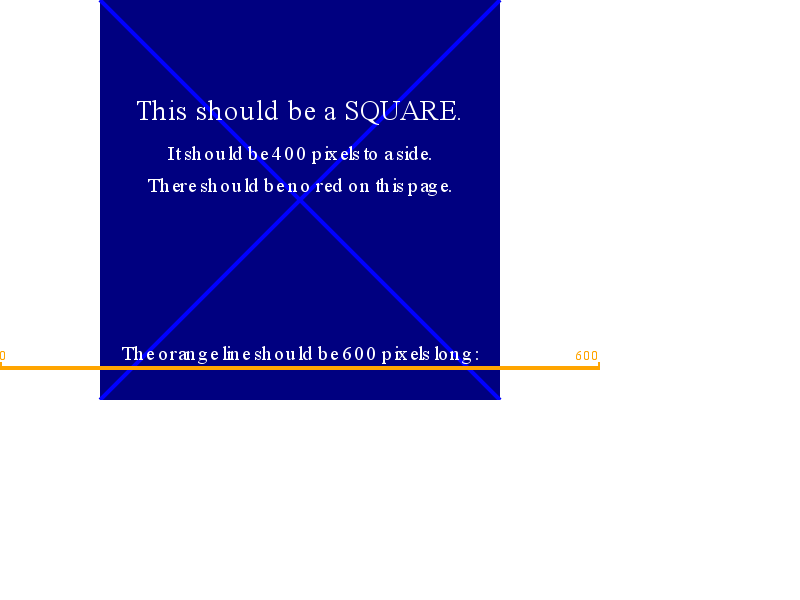 This should be a SQUARE.
It should be 400 pixels to a side.
There should be no red on this page.
The orange line should be 600 pixels long:
0 600